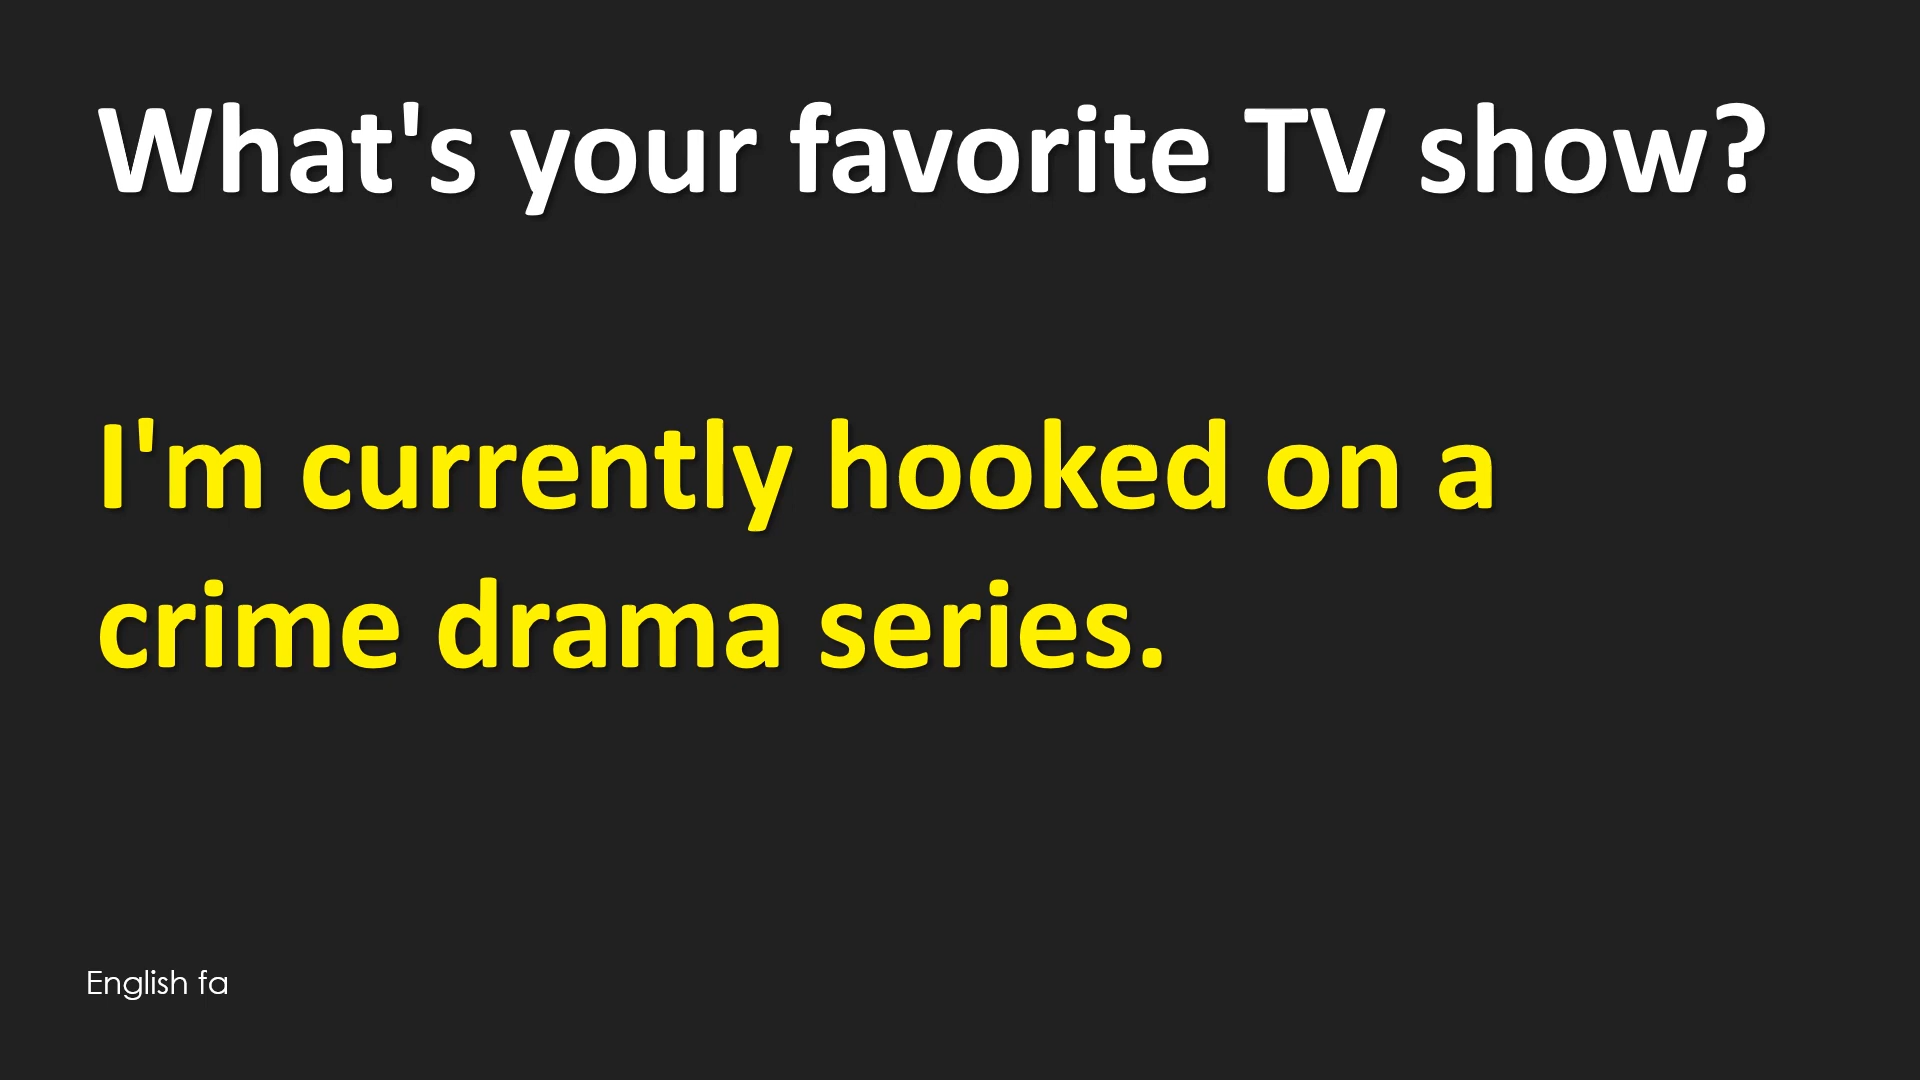 What's your favorite TV show?
I'm currently hooked on a
crime drama series.
English fa